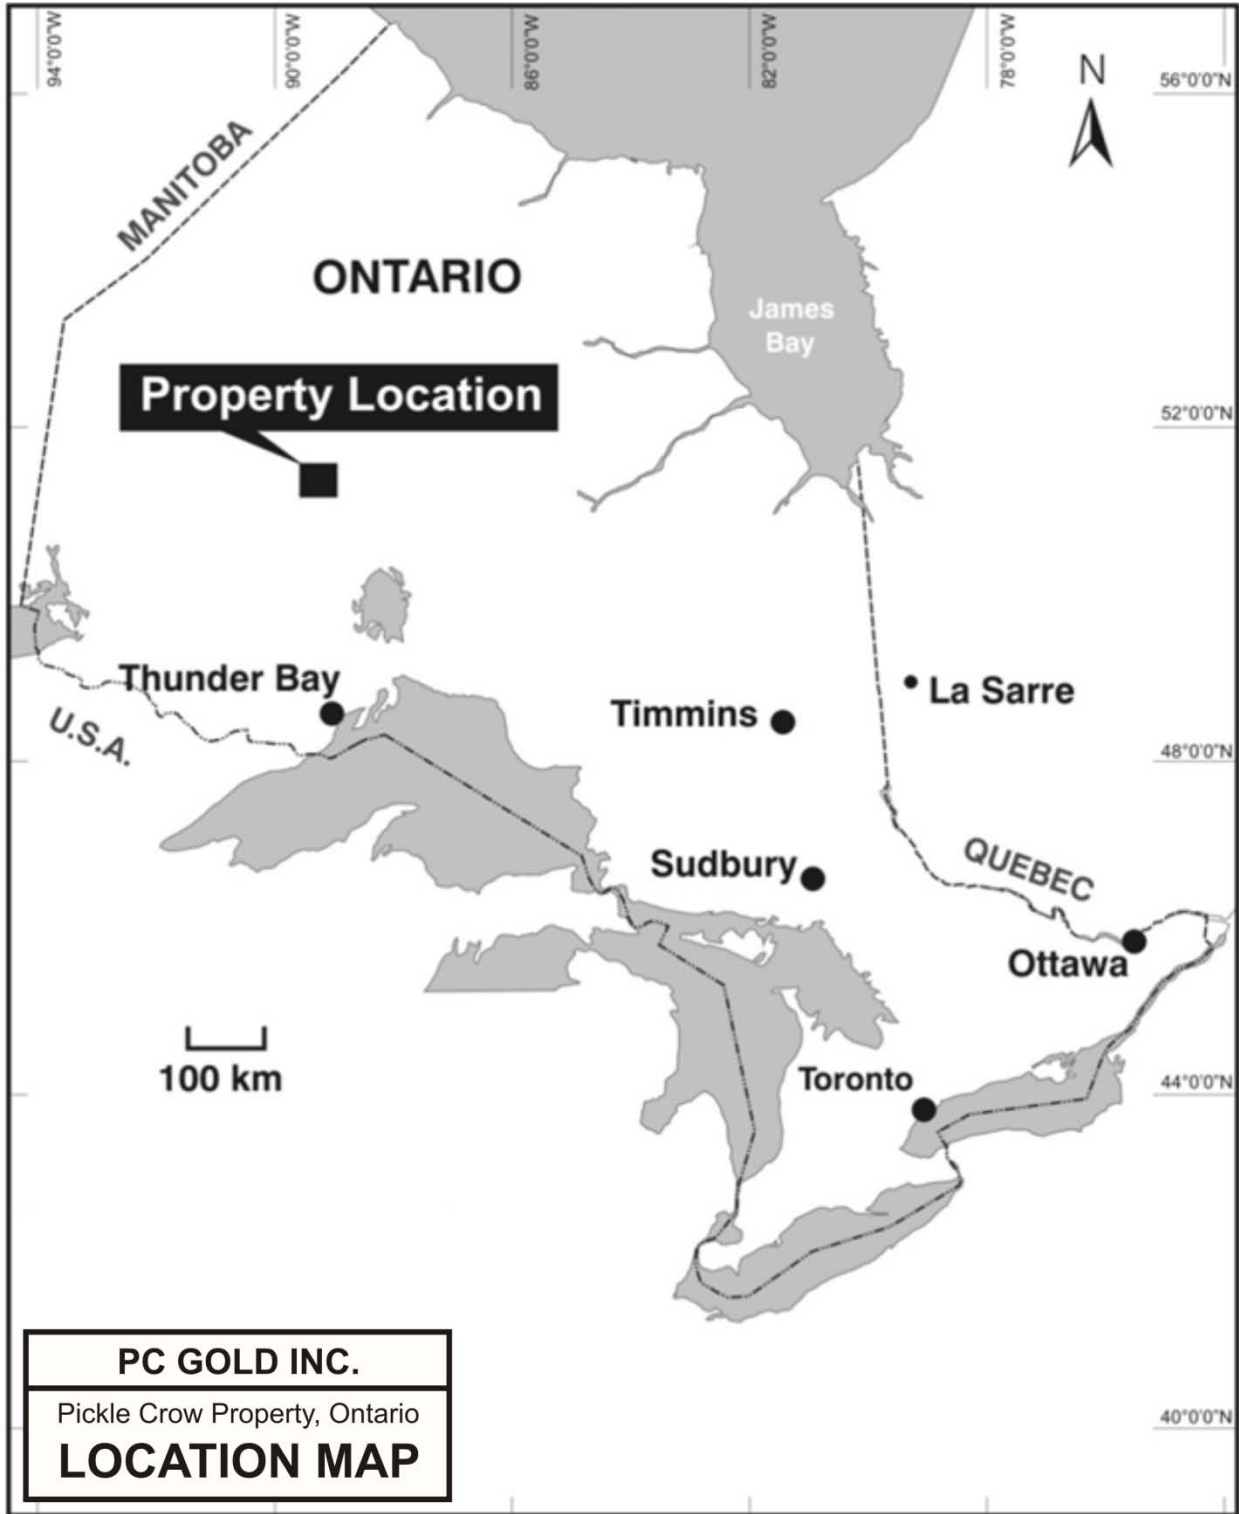 94°0'0"W
90°0'0"W
86°0'0"W
82°0'0"W
78°0'0"W
N
56°0'0"N
MANITOBA
ONTARIO
James
Bay
Property Location
52°0'0"N
Thunder Bay
La Sarre
Timmins
U.S.A.
48°0'0"N
Sudbury
QUEBEC
Ottawa
100 km
Toronto
44°0'0"N
PC GOLD INC.
Pickle Crow Property, Ontario
LOCATION MAP
40°0'0"N